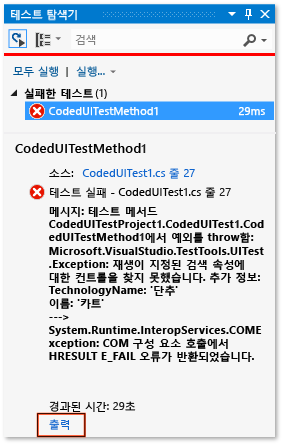 테스트 탐색기
검색
모두 실행 | 실행...
실패한 테스트 (1)
CodedUITestMethod1 29ms
CodedUITestMethod1
소스: CodedUITest1.cs 줄 27
테스트 실패 - CodedUITest1.cs 줄 27
메시지: 테스트 메서드
CodedUITestProject1.CodedUITest1.Cod
edUITestMethod1에서 예외를 throw함:
Microsoft.VisualStudio.TestTools.UITest
.Exception: 재생이 지정된 검색 속성에
대한 컨트롤을 찾지 못했습니다. 추가 정보:
TechnologyName: '단추'
이름: '카트'
--->
System.Runtime.InteropServices.COME
xception: COM 구성 요소 호출에서
HRESULT E_FAIL 오류가 반환되었습니다.
경과된 시간: 29초
출력